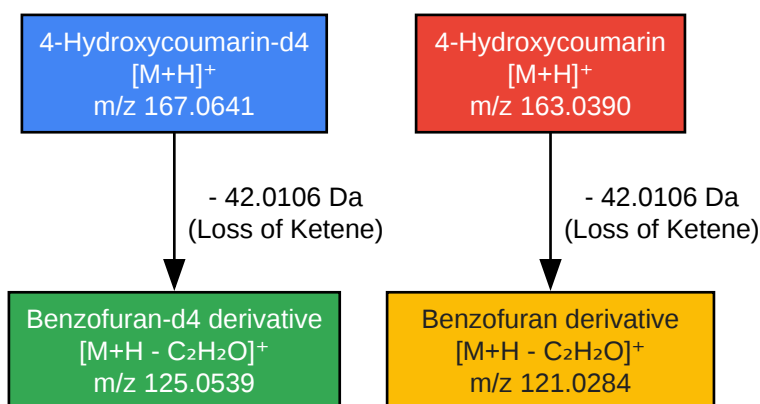 4-Hydroxycoumarin-d4
[M+H]⁺
m/z 167.0641
4-Hydroxycoumarin
[M+H]⁺
m/z 163.0390
- 42.0106 Da
(Loss of Ketene)
- 42.0106 Da
(Loss of Ketene)
Benzofuran-d4 derivative
[M+H - C₂H₂O]⁺
m/z 125.0539
Benzofuran derivative
[M+H - C₂H₂O]⁺
m/z 121.0284